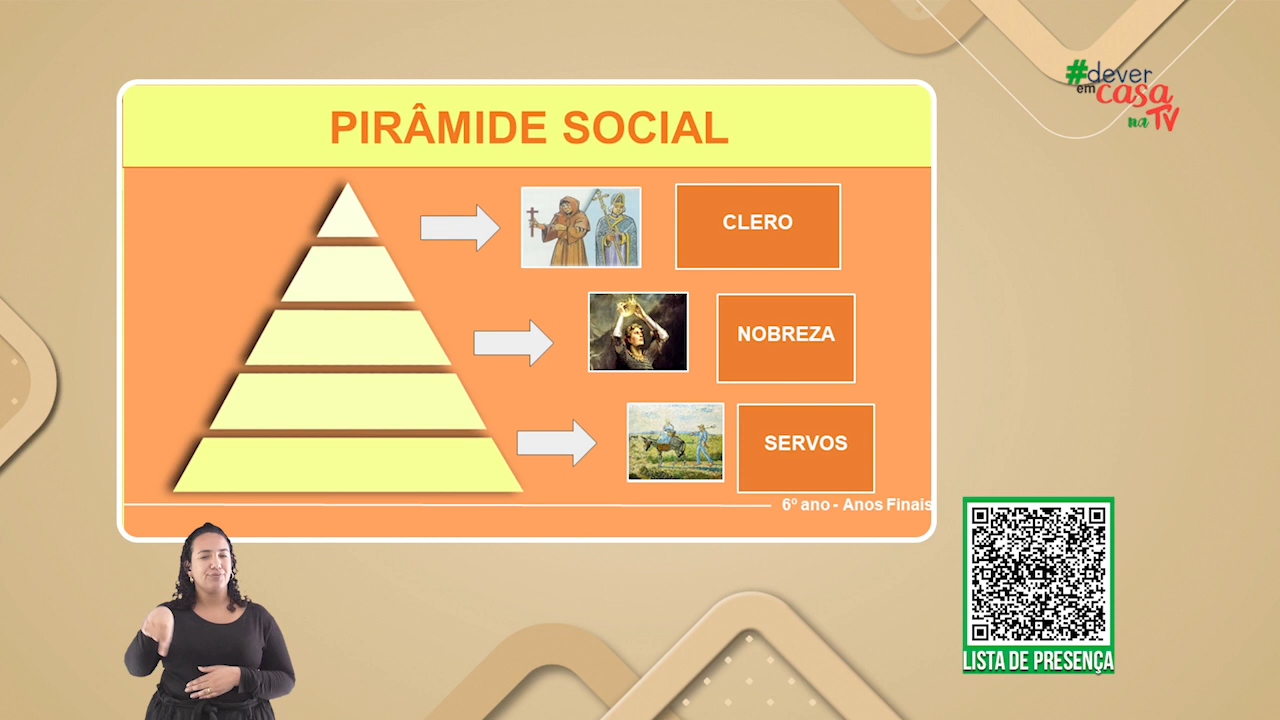 PIRÂMIDE SOCIAL
CLERO
NOBREZA
SERVOS
6º ano - Anos Finais
#dever
em casa
na TV
LISTA DE PRESENÇA